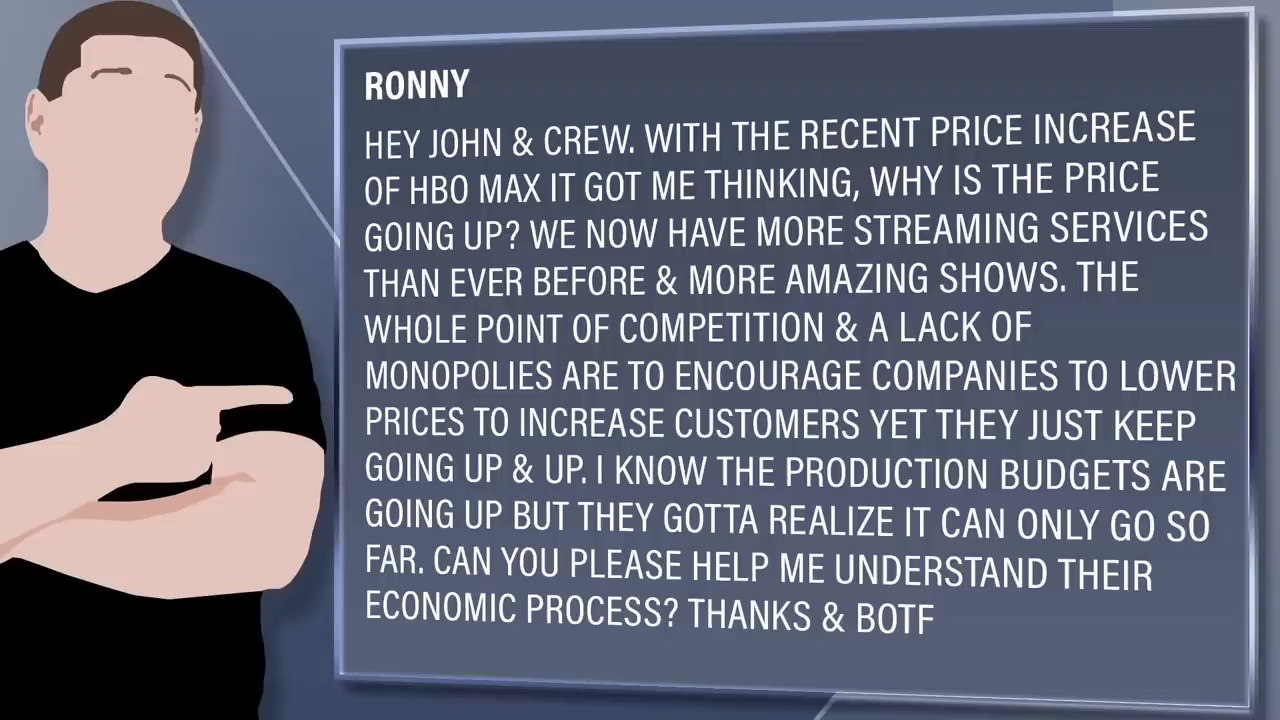 RONNY
HEY JOHN & CREW. WITH THE RECENT PRICE INCREASE
OF HBO MAX IT GOT ME THINKING, WHY IS THE PRICE
GOING UP? WE NOW HAVE MORE STREAMING SERVICES
THAN EVER BEFORE & MORE AMAZING SHOWS. THE
WHOLE POINT OF COMPETITION & A LACK OF
MONOPOLIES ARE TO ENCOURAGE COMPANIES TO LOWER
PRICES TO INCREASE CUSTOMERS YET THEY JUST KEEP
GOING UP & UP. I KNOW THE PRODUCTION BUDGETS ARE
GOING UP BUT THEY GOTTA REALIZE IT CAN ONLY GO SO
FAR. CAN YOU PLEASE HELP ME UNDERSTAND THEIR
ECONOMIC PROCESS? THANKS & BOTF